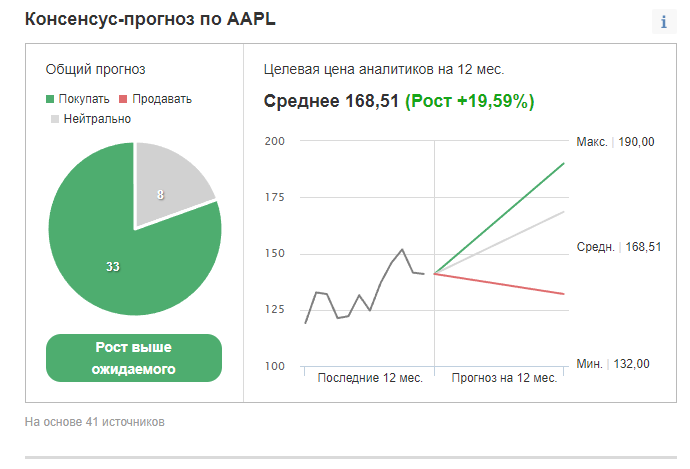 Консенсус-прогноз по AAPL
i
Общий прогноз
Покупать
Продавать
Нейтрально
8
33
Рост выше
ожидаемого
Целевая цена аналитиков на 12 мес.
Среднее 168,51 (Рост +19,59%)
200
175
150
125
100
Макс. | 190,00
Средн. | 168,51
Мин. | 132,00
Последние 12 мес.
Прогноз на 12 мес.
На основе 41 источников